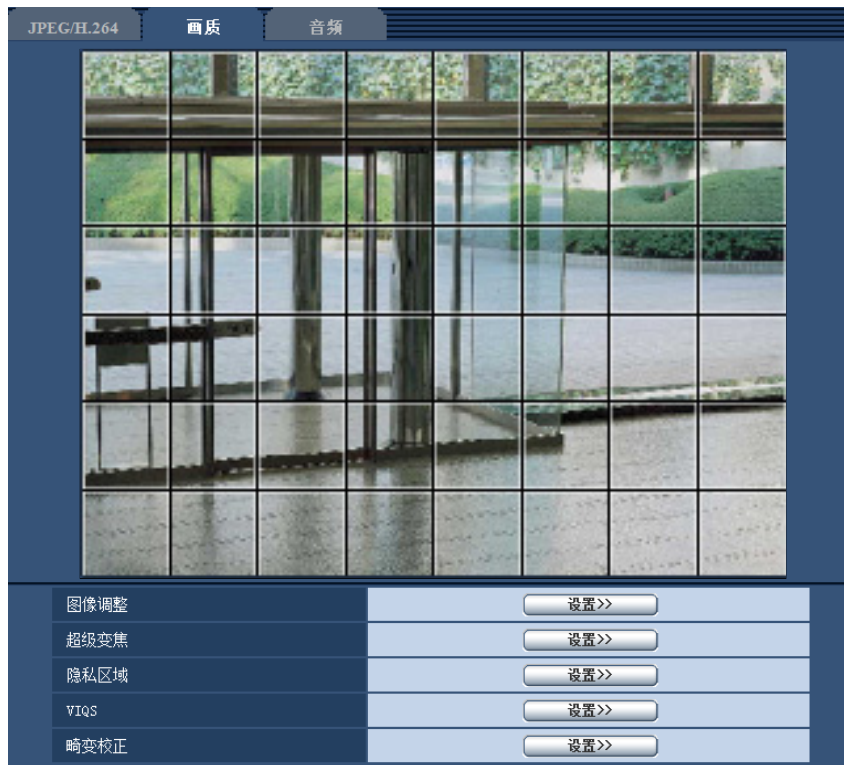 JPEG/H.264 画质 音频
图像调整 设置>>
超级变焦 设置>>
隐私区域 设置>>
VIQS 设置>>
畸变校正 设置>>